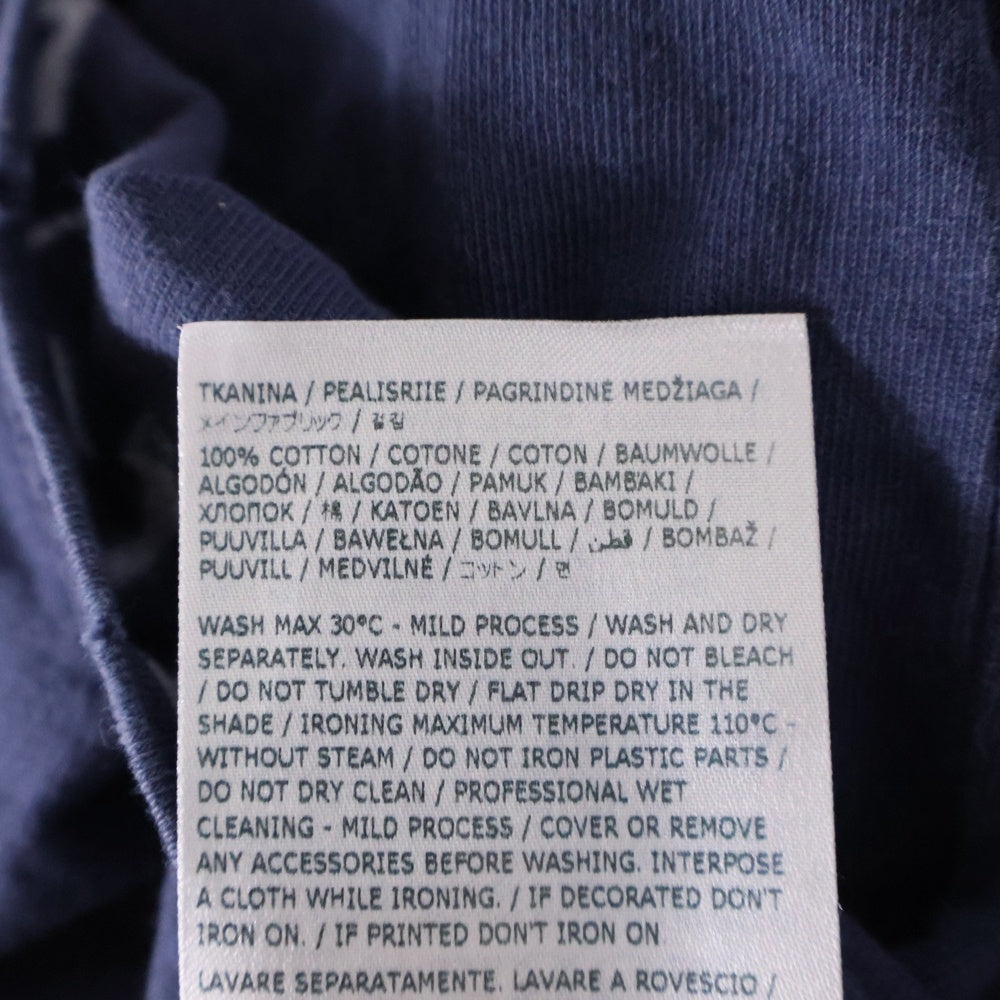 TKANINA / PEALISRIIE / PAGRINDINĖ MEDŽIAGA /
メインファブリック / 겉감
100% COTTON / COTONE / COTON / BAUMWOLLE /
ALGODÓN / ALGODÃO / PAMUK / BAMBAKI /
ХЛОПОК / 棉 / KATOEN / BAVLNA / BOMULD /
PUUVILLA / BAWEŁNA / BOMULL / قطن / BOMBAŽ /
PUUVILL / MEDVILNĖ / コットン / 면
WASH MAX 30°C - MILD PROCESS / WASH AND DRY
SEPARATELY. WASH INSIDE OUT. / DO NOT BLEACH
/ DO NOT TUMBLE DRY / FLAT DRIP DRY IN THE
SHADE / IRONING MAXIMUM TEMPERATURE 110°C -
WITHOUT STEAM / DO NOT IRON PLASTIC PARTS /
DO NOT DRY CLEAN / PROFESSIONAL WET
CLEANING - MILD PROCESS / COVER OR REMOVE
ANY ACCESSORIES BEFORE WASHING. INTERPOSE
A CLOTH WHILE IRONING. / IF DECORATED DON'T
IRON ON. / IF PRINTED DON'T IRON ON
LAVARE SEPARATAMENTE. LAVARE A ROVESCIO /